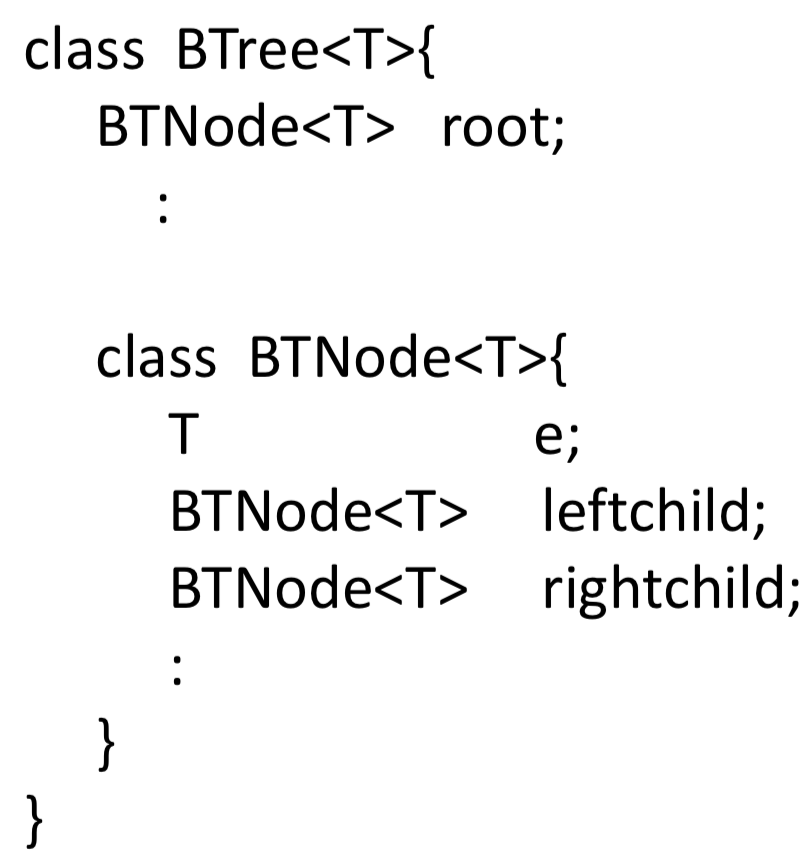 class BTree<T>{
BTNode<T> root;
:
class BTNode<T>{
T e;
BTNode<T> leftchild;
BTNode<T> rightchild;
:
}
}